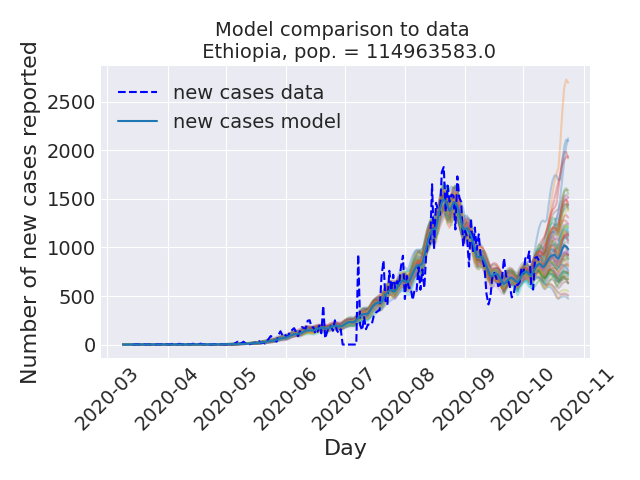 Model comparison to data
Ethiopia, pop. = 114963583.0
Number of new cases reported
new cases data
new cases model
2500
2000
1500
1000
500
0
2020-03
2020-04
2020-05
2020-06
2020-07
2020-08
2020-09
2020-10
2020-11
Day